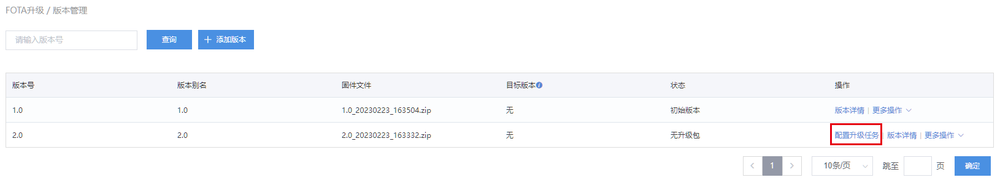 FOTA升级 / 版本管理
请输入版本号 查询 + 添加版本
版本号 版本别名 固件文件 目标版本 状态 操作
1.0 1.0 1.0_20230223_163504.zip 无 初始版本 版本详情 | 更多操作
2.0 2.0 2.0_20230223_163332.zip 无 无升级包 配置升级任务 | 版本详情 | 更多操作
< 1 > 10条/页 跳至 页 确定